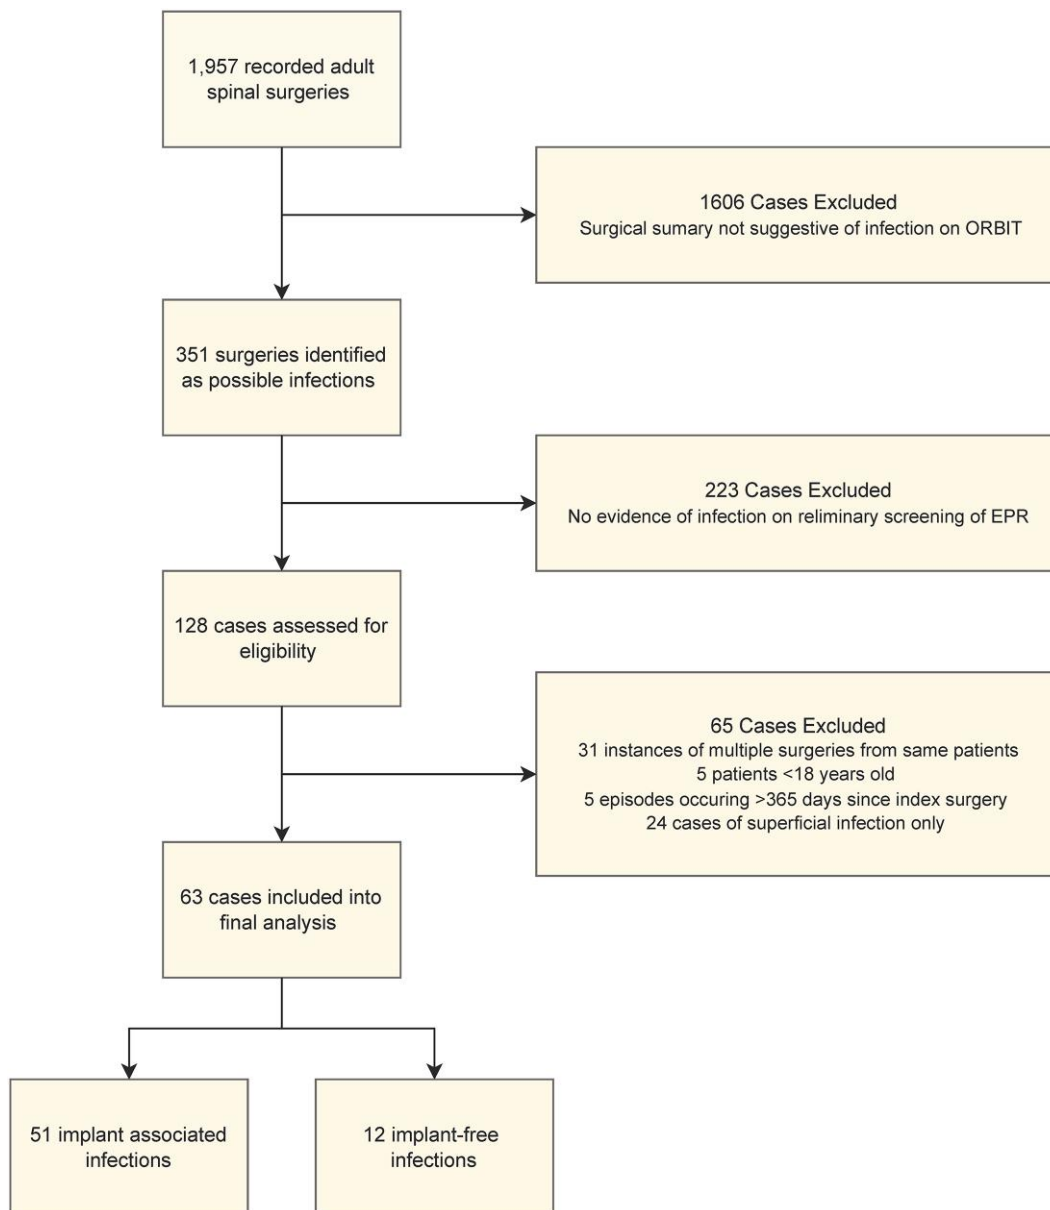 1,957 recorded adult
spinal surgeries
1606 Cases Excluded
Surgical sumary not suggestive of infection on ORBIT
351 surgeries identified
as possible infections
223 Cases Excluded
No evidence of infection on reliminary screening of EPR
128 cases assessed for
eligibility
65 Cases Excluded
31 instances of multiple surgeries from same patients
5 patients <18 years old
5 episodes occuring >365 days since index surgery
24 cases of superficial infection only
63 cases included into
final analysis
51 implant associated
infections
12 implant-free
infections